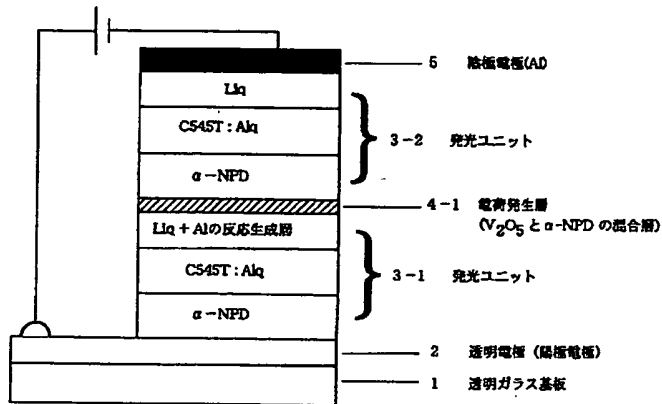 5 陰極電極(Al)
Liq
C545T : Alq
3-2 発光ユニット
α-NPD
4-1 電荷発生層
(V₂O₅とα-NPDの混合層)
Liq + Alの反応生成層
C545T : Alq
3-1 発光ユニット
α-NPD
2 透明電極 (陽極電極)
1 透明ガラス基板